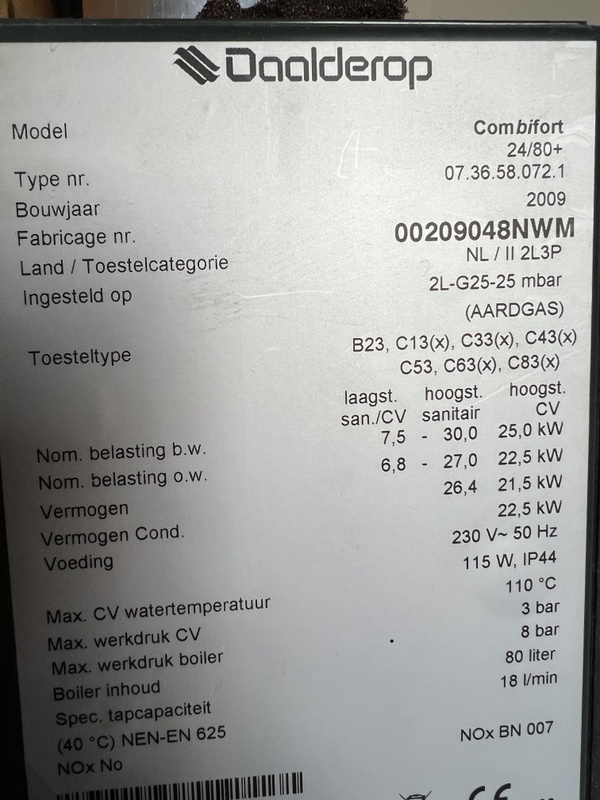 Daalderop
Model Combifort
24/80+
Type nr. 07.36.58.072.1
Bouwjaar 2009
Fabricage nr. 00209048NWM
Land / Toestelcategorie NL / II 2L3P
Ingesteld op 2L-G25-25 mbar
(AARDGAS)
Toesteltype B23, C13(x), C33(x), C43(x)
C53, C63(x), C83(x)
laagst. hoogst. hoogst.
san./CV sanitair CV
Nom. belasting b.w. 7,5 - 30,0 25,0 kW
Nom. belasting o.w. 6,8 - 27,0 22,5 kW
Vermogen 26,4 21,5 kW
Vermogen Cond. 22,5 kW
Voeding 230 V~ 50 Hz
115 W, IP44
Max. CV watertemperatuur 110 °C
Max. werkdruk CV 3 bar
Max. werkdruk boiler 8 bar
Boiler inhoud 80 liter
Spec. tapcapaciteit 18 l/min
(40 °C) NEN-EN 625
NOx No NOx BN 007